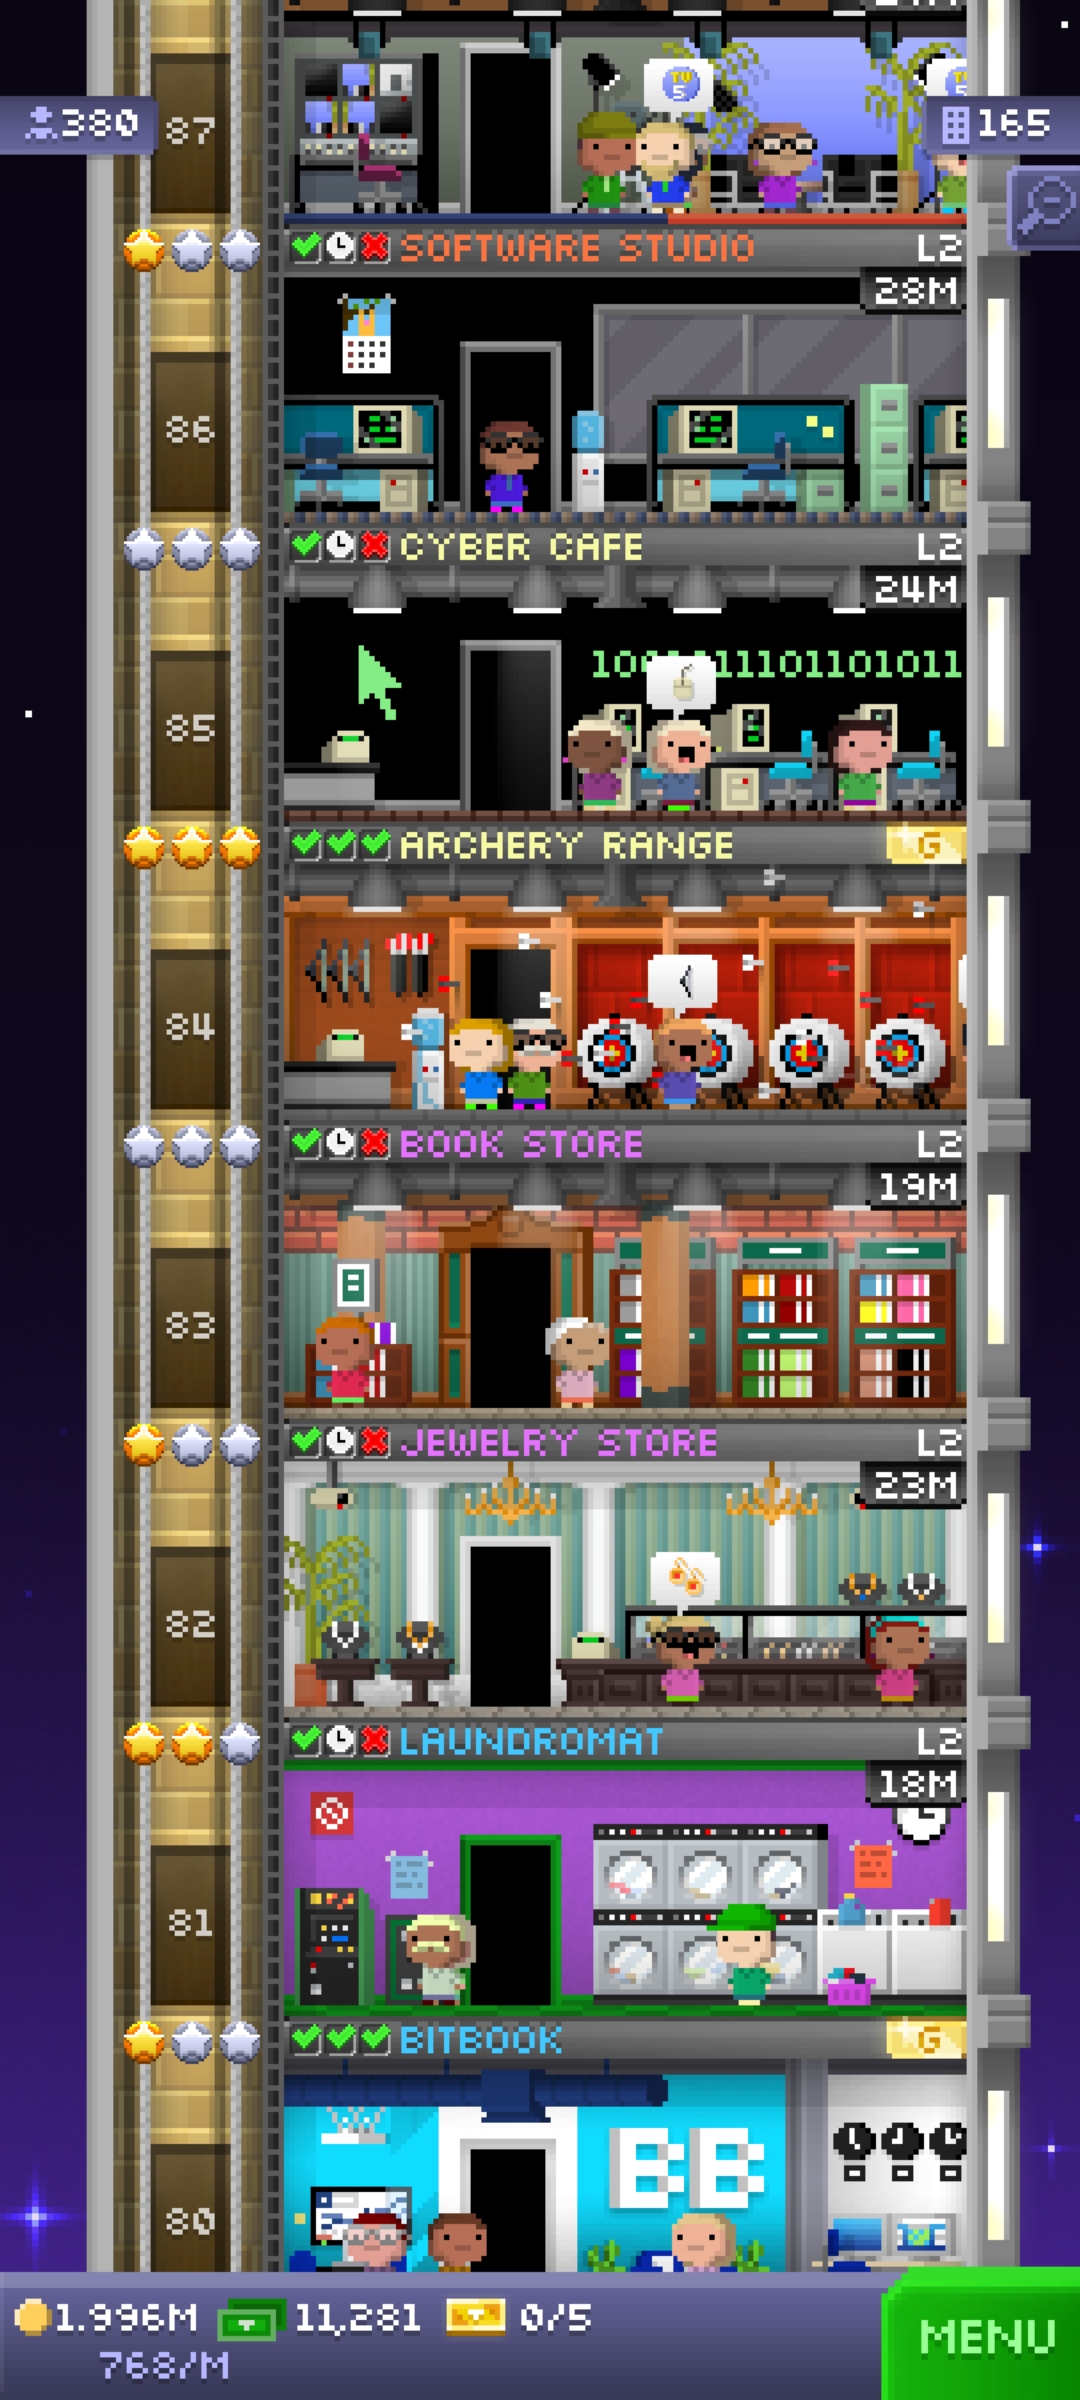 380
87
TV
5
165
SOFTWARE STUDIO
L2
28M
86
CYBER CAFE
L2
24M
85
ARCHERY RANGE
G
84
BOOK STORE
L2
19M
83
JEWELRY STORE
L2
23M
82
LAUNDROMAT
L2
18M
81
BITBOOK
G
BB
80
1.996M
11,281
0/5
768/M
MENU